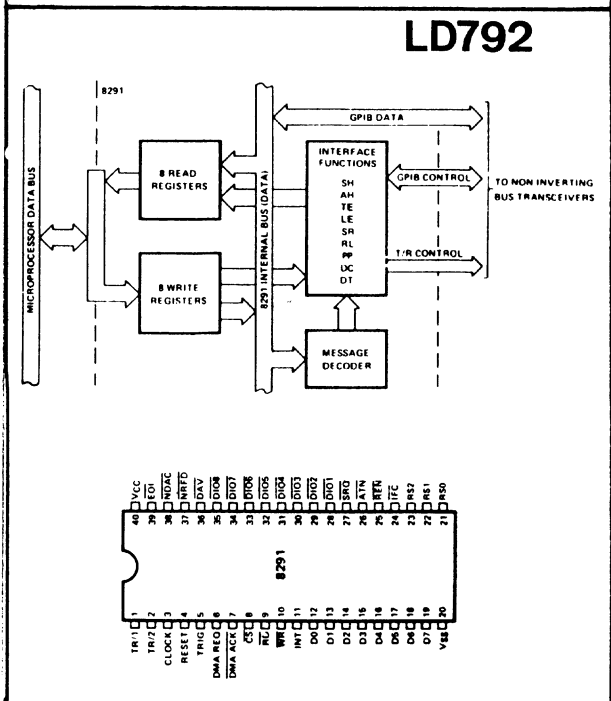 LD792
8291
GPIB DATA
INTERFACE
FUNCTIONS
SH
AH
TE
LE
SR
RL
PP
DC
DT
8 READ
REGISTERS
GPIB CONTROL
TO NON INVERTING
BUS TRANSCEIVERS
MICROPROCESSOR DATA BUS
8291 INTERNAL BUS (DATA)
T/R CONTROL
8 WRITE
REGISTERS
MESSAGE
DECODER
40 VCC
39 EOI
38 NDAC
37 NRFD
36 DAV
35 DIO8
34 DIO7
33 DIO6
32 DIO5
31 DIO4
30 DIO3
29 DIO2
28 DIO1
27 SRQ
26 ATN
25 REN
24 IFC
23 RS2
22 RS1
21 RS0
8291
TR/1 1
TR/2 2
CLOCK 3
RESET 4
TRIG 5
DMA REQ 6
DMA ACK 7
CS 8
RD 9
WR 10
INT 11
D0 12
D1 13
D2 14
D3 15
D4 16
D5 17
D6 18
D7 19
VSS 20